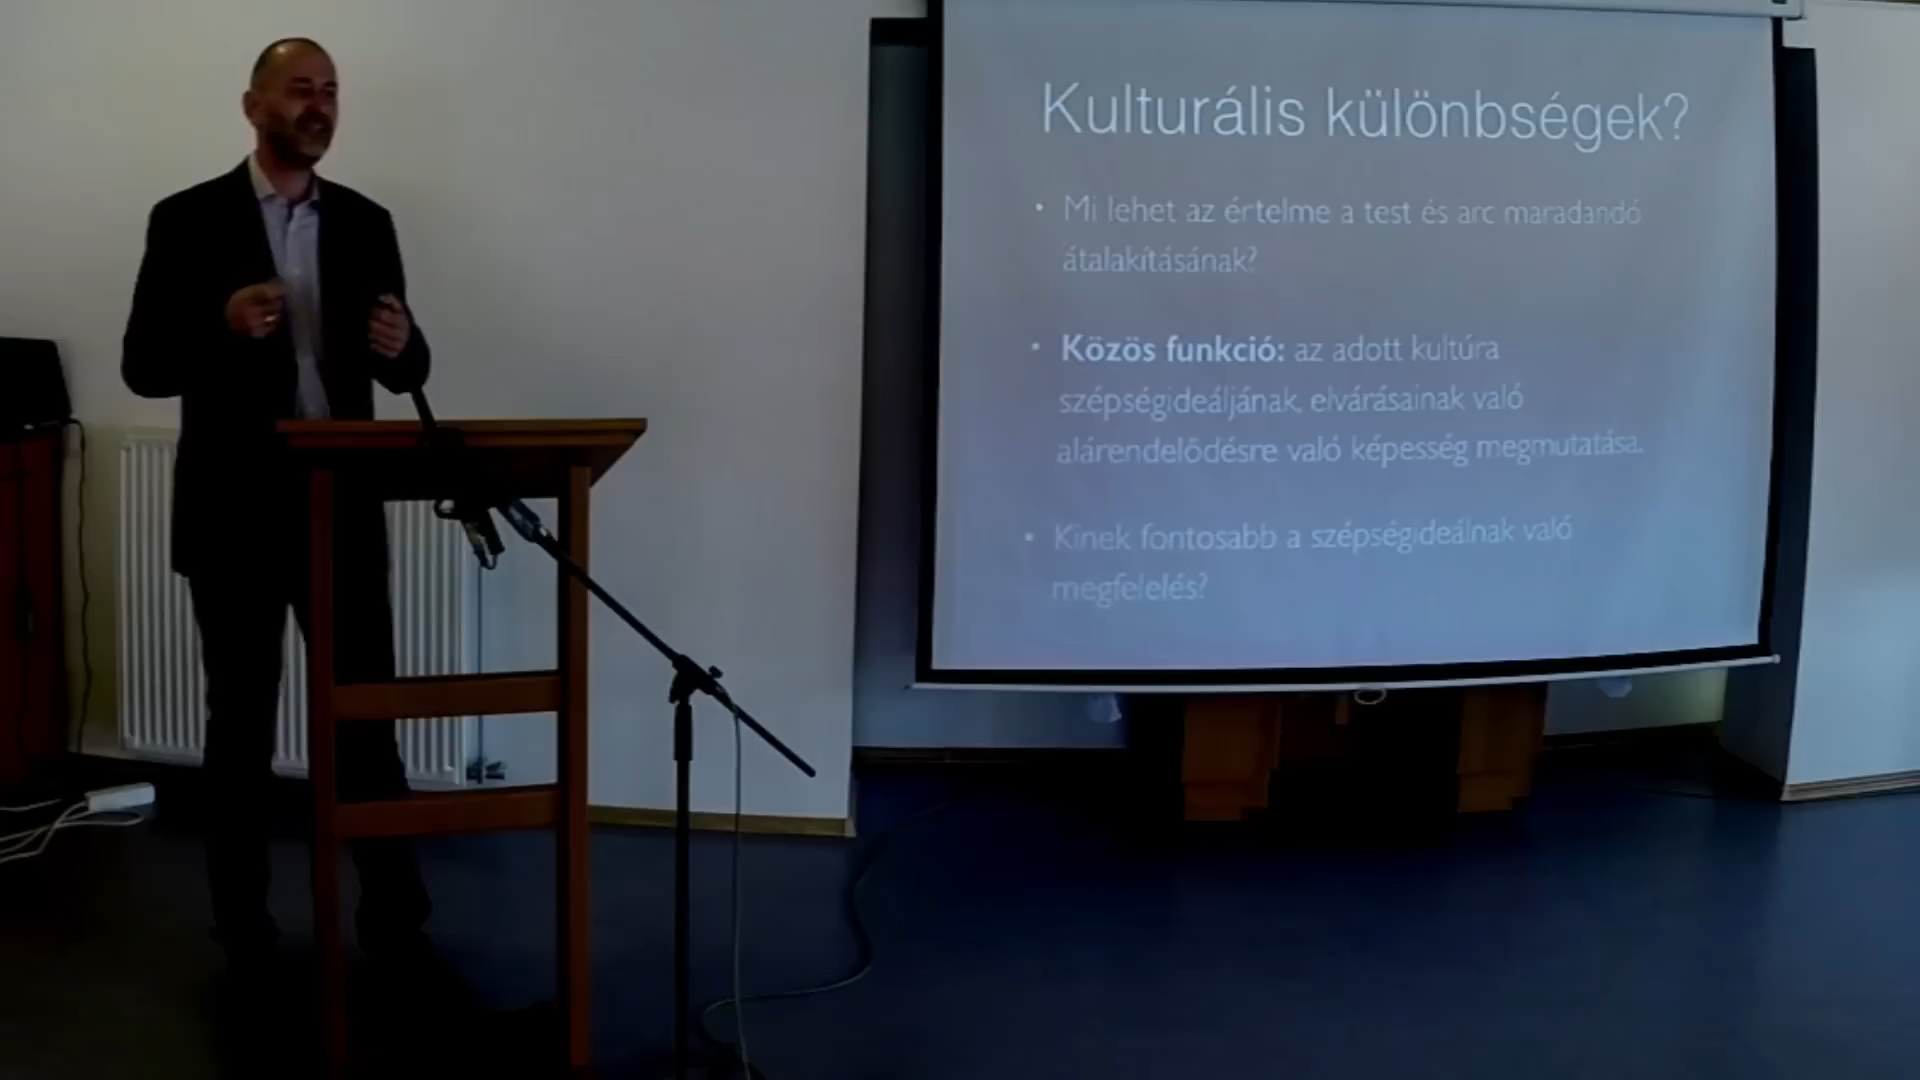 Kulturális különbségek?
• Mi lehet az értelme a test és arc maradandó
átalakításának?
• Közös funkció: az adott kultúra
szépségideáljának, elvárásainak való
alárendelődésre való képesség megmutatása.
• Kinek fontosabb a szépségideálnak való
megfelelés?